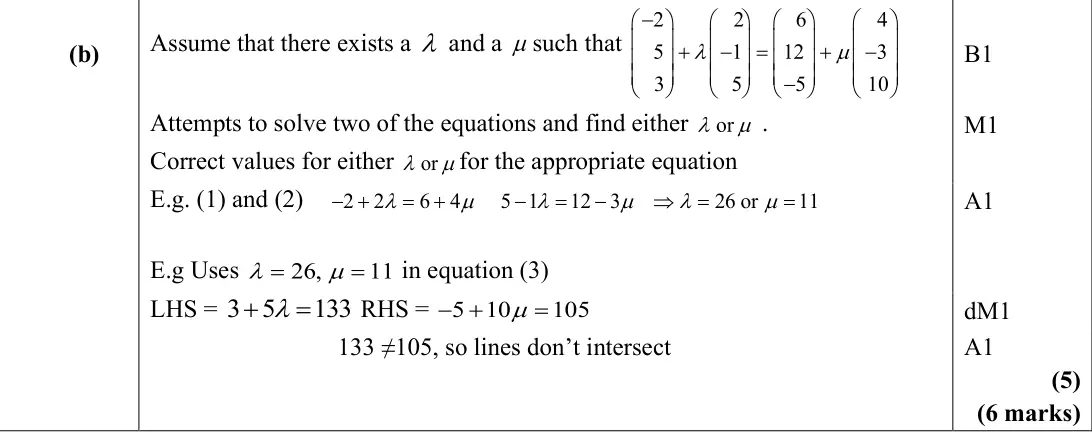 (b) Assume that there exists a λ and a μ such that (−2 5 3) + λ(2 −1 5) = (6 12 −5) + μ(4 −3 10) B1
Attempts to solve two of the equations and find either λ or μ . M1
Correct values for either λ or μ for the appropriate equation
E.g. (1) and (2) −2 + 2λ = 6 + 4μ 5 − 1λ = 12 − 3μ ⇒ λ = 26 or μ = 11 A1
E.g Uses λ = 26, μ = 11 in equation (3)
LHS = 3 + 5λ = 133 RHS = −5 + 10μ = 105 dM1
133 ≠105, so lines don’t intersect A1
(5)
(6 marks)